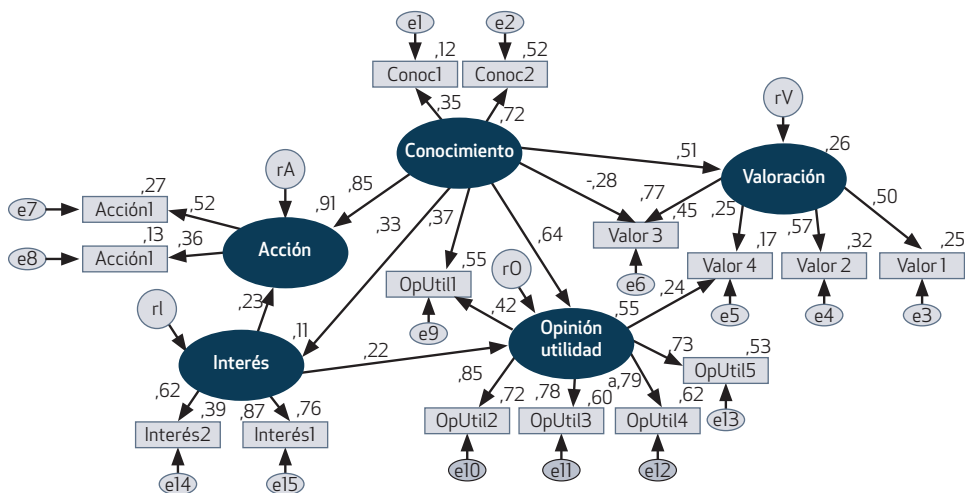 e1
e2
,12
,52
Conoc1
Conoc2
,35
,72
rV
Conocimiento
,51
,26
Valoración
rA
,27
,52
,85
-,28
,77
,50
e7
Acción1
,91
,33
,37
,45
,25
,13
,36
,64
Valor 3
,57
e8
Acción1
Acción
,17
,32
,25
,55
rO
e6
Valor 4
Valor 2
Valor 1
OpUtil1
,24
,23
,42
,55
e5
e4
e3
rI
e9
,11
Opinión
utilidad
Interés
,22
,73
,53
,85
,78
a,79
OpUtil5
,62
,39
,87
,76
,72
,60
,62
e13
Interés2
Interés1
OpUtil2
OpUtil3
OpUtil4
e14
e15
e10
e11
e12